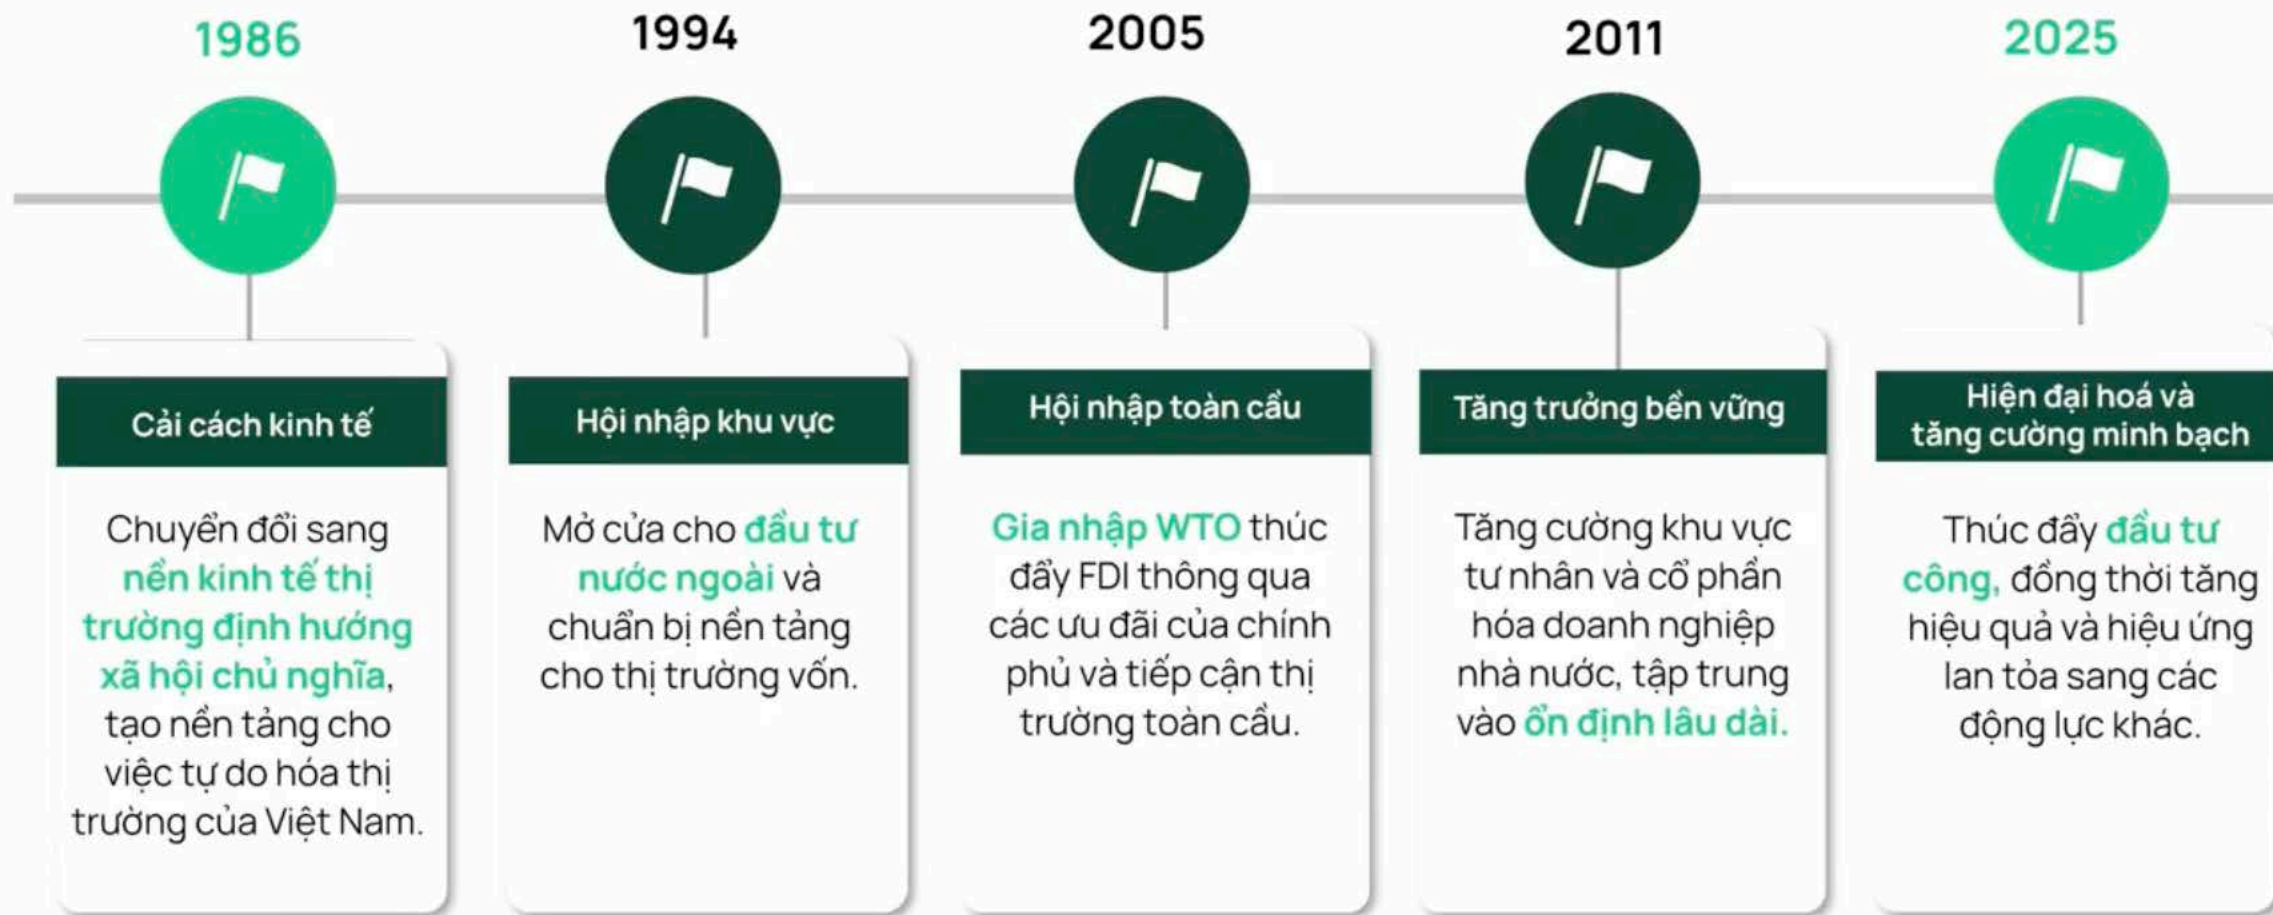 1986
Cải cách kinh tế
Chuyển đổi sang
nền kinh tế thị
trường định hướng
xã hội chủ nghĩa,
tạo nền tảng cho
việc tự do hóa thị
trường của Việt Nam.
1994
Hội nhập khu vực
Mở cửa cho đầu tư
nước ngoài và
chuẩn bị nền tảng
cho thị trường vốn.
2005
Hội nhập toàn cầu
Gia nhập WTO thúc
đẩy FDI thông qua
các ưu đãi của chính
phủ và tiếp cận thị
trường toàn cầu.
2011
Tăng trưởng bền vững
Tăng cường khu vực
tư nhân và cổ phần
hóa doanh nghiệp
nhà nước, tập trung
vào ổn định lâu dài.
2025
Hiện đại hoá và
tăng cường minh bạch
Thúc đẩy đầu tư
công, đồng thời tăng
hiệu quả và hiệu ứng
lan tỏa sang các
động lực khác.